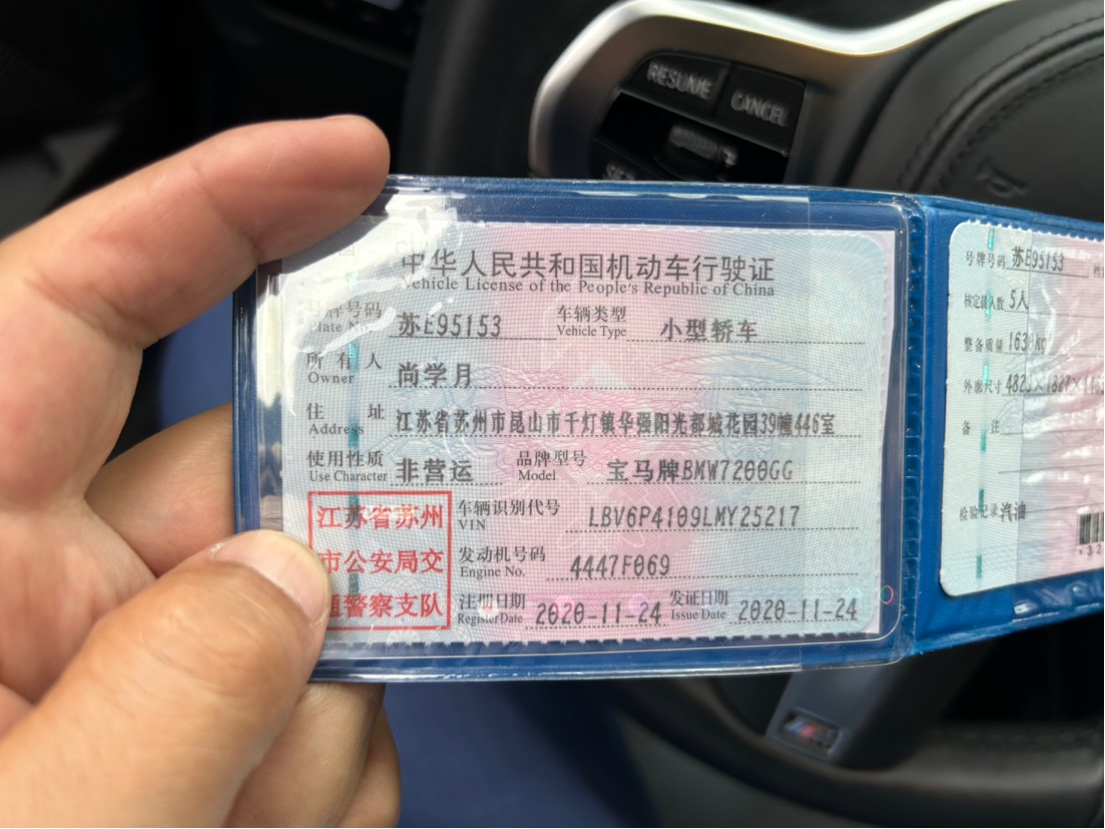 RESUME
CANCEL
中华人民共和国机动车行驶证
Vehicle License of the People's Republic of China
号牌号码 苏E95153 车辆类型 小型轿车
Plate No. Vehicle Type
所有人 尚学月
Owner
住址 江苏省苏州市昆山市千灯镇华强阳光都城花园39幢446室
Address
使用性质 非营运 品牌型号 宝马牌BMW7200GG
Use Character Model
车辆识别代号 LBV6P4109LMY25217
VIN
发动机号码 4447F069
Engine No.
注册日期 2020-11-24 发证日期 2020-11-24
Register Date Issue Date
江苏省苏州
市公安局交
通警察支队
号牌号码 苏E95153
核定载人数 5人
整备质量 163 kg
外廓尺寸
备注
检验记录 汽油